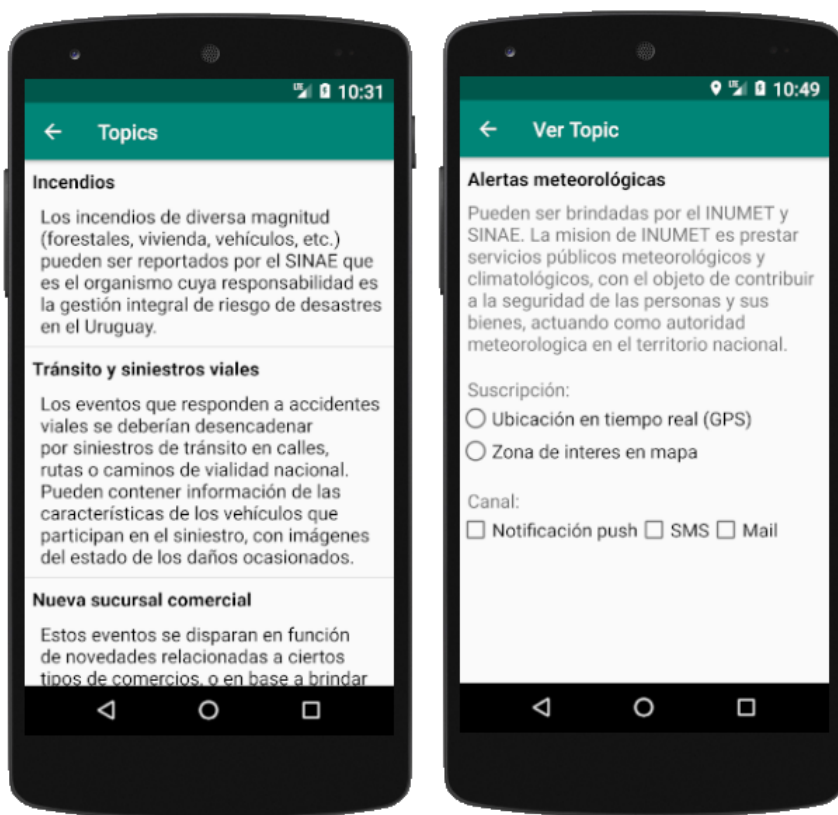 10:31
Topics
Incendios
Los incendios de diversa magnitud
(forestales, vivienda, vehículos, etc.)
pueden ser reportados por el SINAE que
es el organismo cuya responsabilidad es
la gestión integral de riesgo de desastres
en el Uruguay.
Tránsito y siniestros viales
Los eventos que responden a accidentes
viales se deberían desencadenar
por siniestros de tránsito en calles,
rutas o caminos de vialidad nacional.
Pueden contener información de las
características de los vehículos que
participan en el siniestro, con imágenes
del estado de los daños ocasionados.
Nueva sucursal comercial
Estos eventos se disparan en función
de novedades relacionadas a ciertos
tipos de comercios, o en base a brindar
10:49
Ver Topic
Alertas meteorológicas
Pueden ser brindadas por el INUMET y
SINAE. La mision de INUMET es prestar
servicios públicos meteorológicos y
climatológicos, con el objeto de contribuir
a la seguridad de las personas y sus
bienes, actuando como autoridad
meteorologica en el territorio nacional.
Suscripción:
Ubicación en tiempo real (GPS)
Zona de interes en mapa
Canal:
Notificación push SMS Mail